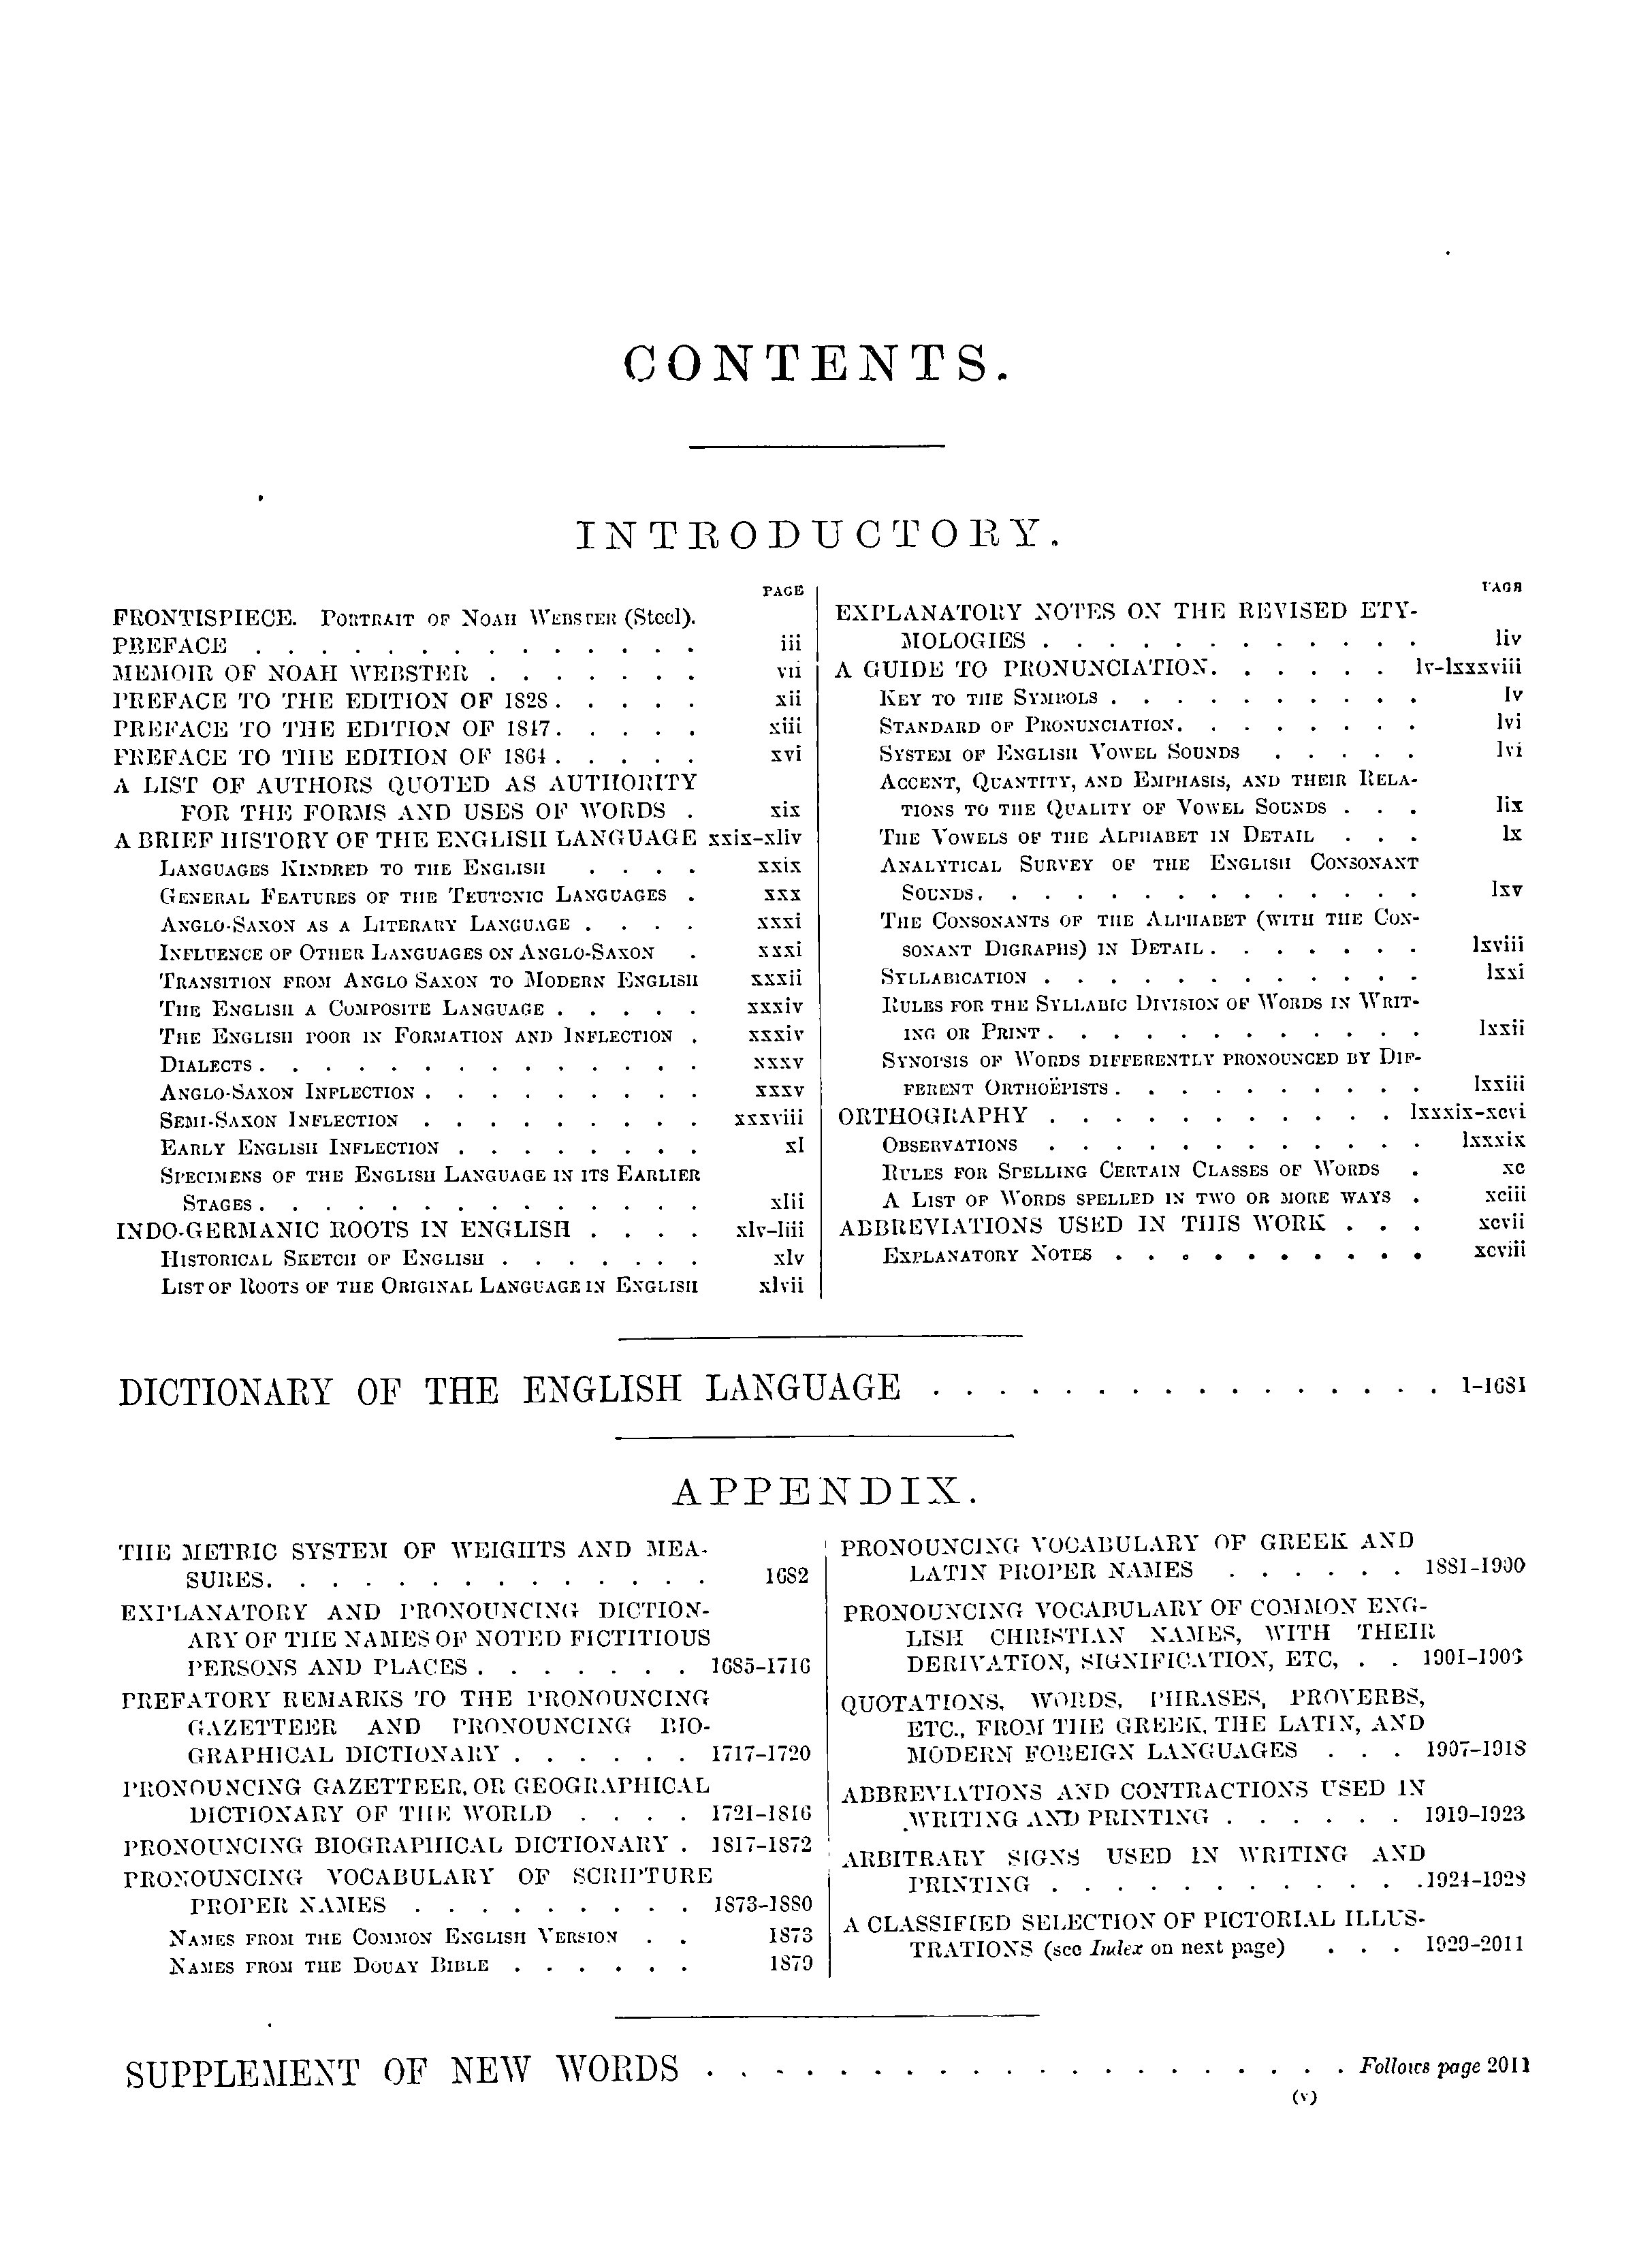 CONTENTS.
INTRODUCTORY.
PAGE
FRONTISPIECE. Portrait of Noah Webster (Steel).
PREFACE . . . . . . . . . . . . . . iii
MEMOIR OF NOAH WEBSTER . . . . . . . vii
PREFACE TO THE EDITION OF 1828 . . . . . xii
PREFACE TO THE EDITION OF 1847 . . . . . xiii
PREFACE TO THE EDITION OF 1864 . . . . . xvi
A LIST OF AUTHORS QUOTED AS AUTHORITY
FOR THE FORMS AND USES OF WORDS . xix
A BRIEF HISTORY OF THE ENGLISH LANGUAGE xxix-xliv
Languages Kindred to the English . . . . xxix
General Features of the Teutonic Languages . xxx
Anglo-Saxon as a Literary Language . . . . xxxi
Influence of Other Languages on Anglo-Saxon . xxxi
Transition from Anglo Saxon to Modern English xxxii
The English a Composite Language . . . . . xxxiv
The English poor in Formation and Inflection . xxxiv
Dialects . . . . . . . . . . . . . . xxxv
Anglo-Saxon Inflection . . . . . . . . . xxxv
Semi-Saxon Inflection . . . . . . . . . xxxviii
Early English Inflection . . . . . . . . xl
Specimens of the English Language in its Earlier
Stages . . . . . . . . . . . . . . xlii
INDO-GERMANIC ROOTS IN ENGLISH . . . . xlv-liii
Historical Sketch of English . . . . . . . xlv
List of Roots of the Original Language in English xlvii
PAGE
EXPLANATORY NOTES ON THE REVISED ETY-
MOLOGIES . . . . . . . . . . . . liv
A GUIDE TO PRONUNCIATION . . . . . . lv-lxxxviii
Key to the Symbols . . . . . . . . . . lv
Standard of Pronunciation . . . . . . . . lvi
System of English Vowel Sounds . . . . . lvi
Accent, Quantity, and Emphasis, and their Rela-
tions to the Quality of Vowel Sounds . . . lix
The Vowels of the Alphabet in Detail . . . lx
Analytical Survey of the English Consonant
Sounds . . . . . . . . . . . . . . lxv
The Consonants of the Alphabet (with the Con-
sonant Digraphs) in Detail . . . . . . . lxviii
Syllabication . . . . . . . . . . . . lxxi
Rules for the Syllabic Division of Words in Writ-
ing or Print . . . . . . . . . . . . lxxii
Synopsis of Words differently pronounced by Dif-
ferent Orthoëpists . . . . . . . . . . lxxiii
ORTHOGRAPHY . . . . . . . . . . . lxxxix-xcvi
Observations . . . . . . . . . . . . lxxxix
Rules for Spelling Certain Classes of Words . xc
A List of Words spelled in two or more ways . xciii
ABBREVIATIONS USED IN THIS WORK . . . xcvii
Explanatory Notes . . . . . . . . . . xcviii
DICTIONARY OF THE ENGLISH LANGUAGE . . . . . . . . . . . . . . . . 1-1681
APPENDIX.
THE METRIC SYSTEM OF WEIGHTS AND MEA-
SURES . . . . . . . . . . . . . . 1682
EXPLANATORY AND PRONOUNCING DICTION-
ARY OF THE NAMES OF NOTED FICTITIOUS
PERSONS AND PLACES . . . . . . . 1685-1716
PREFATORY REMARKS TO THE PRONOUNCING
GAZETTEER AND PRONOUNCING BIO-
GRAPHICAL DICTIONARY . . . . . . 1717-1720
PRONOUNCING GAZETTEER, OR GEOGRAPHICAL
DICTIONARY OF THE WORLD . . . . 1721-1816
PRONOUNCING BIOGRAPHICAL DICTIONARY . 1817-1872
PRONOUNCING VOCABULARY OF SCRIPTURE
PROPER NAMES . . . . . . . . . 1873-1880
Names from the Common English Version . . 1873
Names from the Douay Bible . . . . . . 1879
PRONOUNCING VOCABULARY OF GREEK AND
LATIN PROPER NAMES . . . . . . 1881-1900
PRONOUNCING VOCABULARY OF COMMON ENG-
LISH CHRISTIAN NAMES, WITH THEIR
DERIVATION, SIGNIFICATION, ETC, . . 1901-1906
QUOTATIONS, WORDS, PHRASES, PROVERBS,
ETC., FROM THE GREEK, THE LATIN, AND
MODERN FOREIGN LANGUAGES . . . 1907-1918
ABBREVIATIONS AND CONTRACTIONS USED IN
WRITING AND PRINTING . . . . . . 1919-1923
ARBITRARY SIGNS USED IN WRITING AND
PRINTING . . . . . . . . . . . . 1924-1928
A CLASSIFIED SELECTION OF PICTORIAL ILLUS-
TRATIONS (see Index on next page) . . . 1929-2011
SUPPLEMENT OF NEW WORDS . . . . . . . . . . . . . . . . . . . . Follows page 2011
(v)